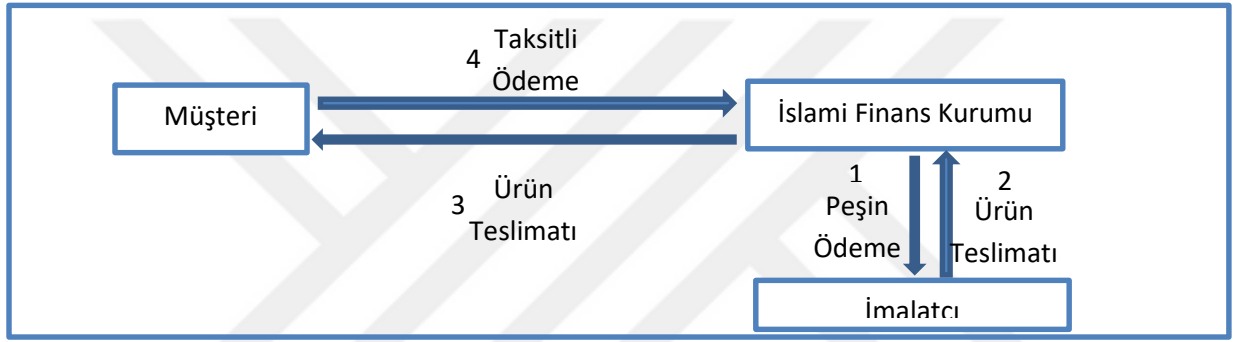 4
Taksitli
Ödeme
Müşteri
İslami Finans Kurumu
3
Ürün
Teslimatı
1
Peşin
Ödeme
2
Ürün
Teslimatı
İmalatçı